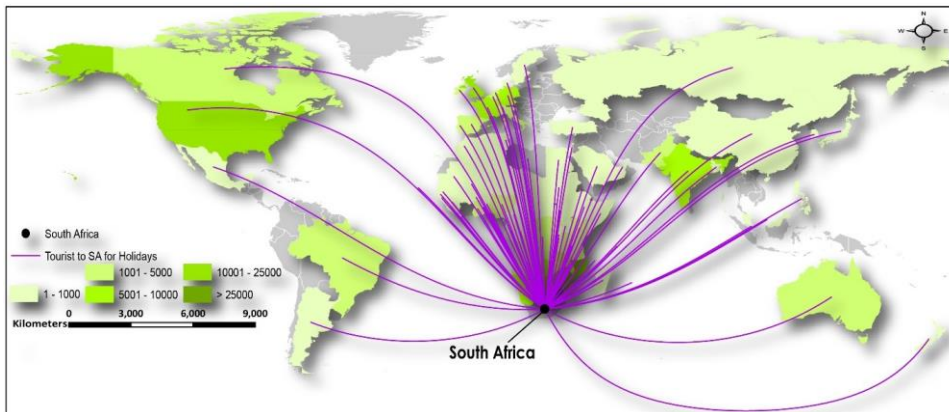 N
W E
S
South Africa
Tourist to SA for Holidays
1001 - 5000 10001 - 25000
1 - 1000 5001 - 10000 > 25000
0 3,000 6,000 9,000
Kilometers
South Africa